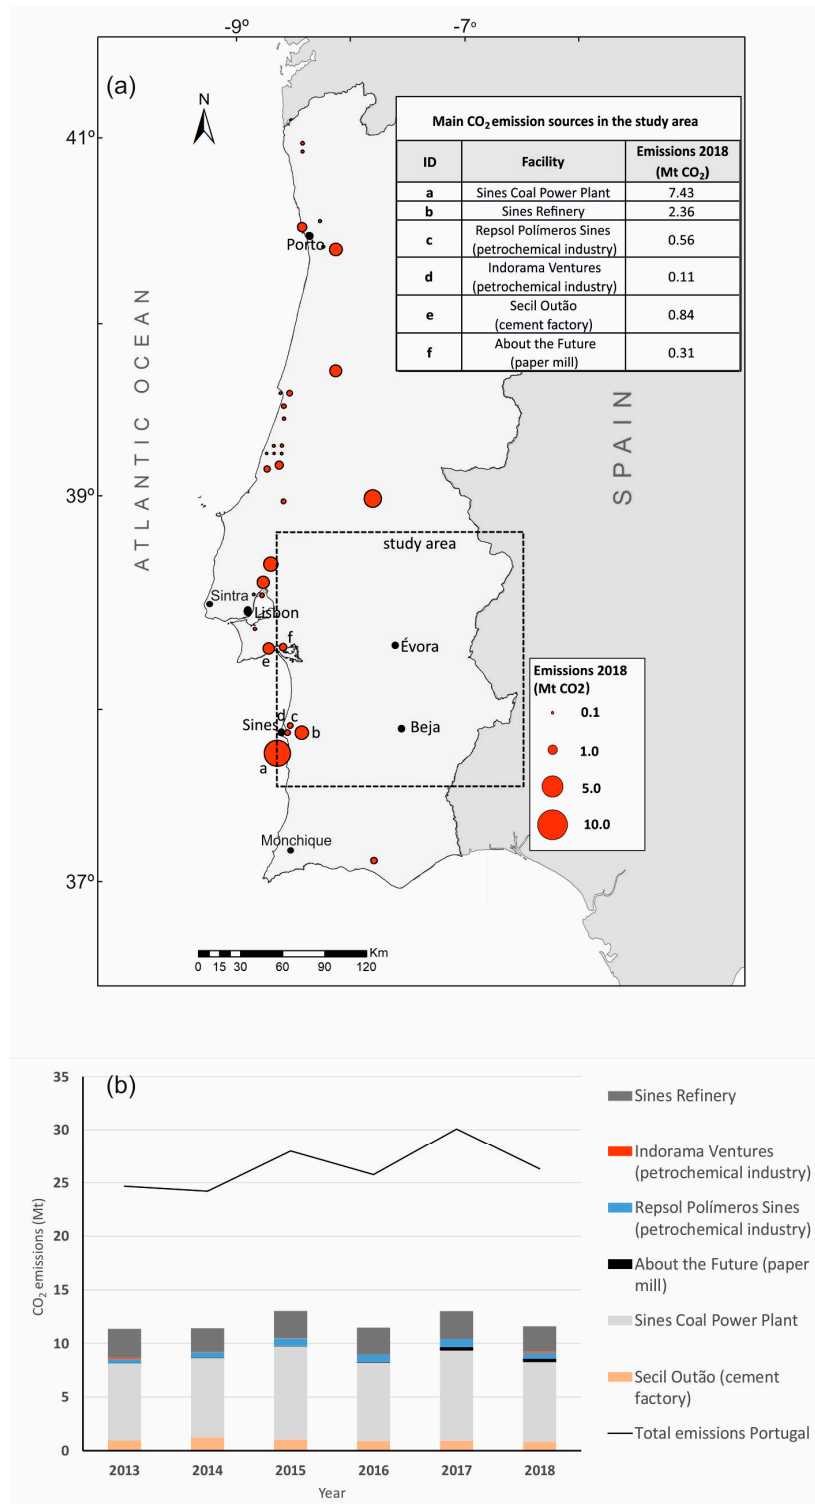 -9º
-7º
(a)
N
41º
39º
37º
ATLANTIC OCEAN
SPAIN
Main CO₂ emission sources in the study area
ID
Facility
Emissions 2018
(Mt CO₂)
a
Sines Coal Power Plant
7.43
b
Sines Refinery
2.36
c
Repsol Polímeros Sines
(petrochemical industry)
0.56
d
Indorama Ventures
(petrochemical industry)
0.11
e
Secil Outão
(cement factory)
0.84
f
About the Future
(paper mill)
0.31
Porto
study area
Sintra
Lisbon
f
e
Évora
d
c
Sines
b
Beja
a
Monchique
Emissions 2018
(Mt CO2)
0.1
1.0
5.0
10.0
Km
0 15 30 60 90 120
(b)
35
30
25
20
15
10
5
0
CO₂ emissions (Mt)
2013 2014 2015 2016 2017 2018
Year
Sines Refinery
Indorama Ventures
(petrochemical industry)
Repsol Polímeros Sines
(petrochemical industry)
About the Future (paper
mill)
Sines Coal Power Plant
Secil Outão (cement
factory)
Total emissions Portugal